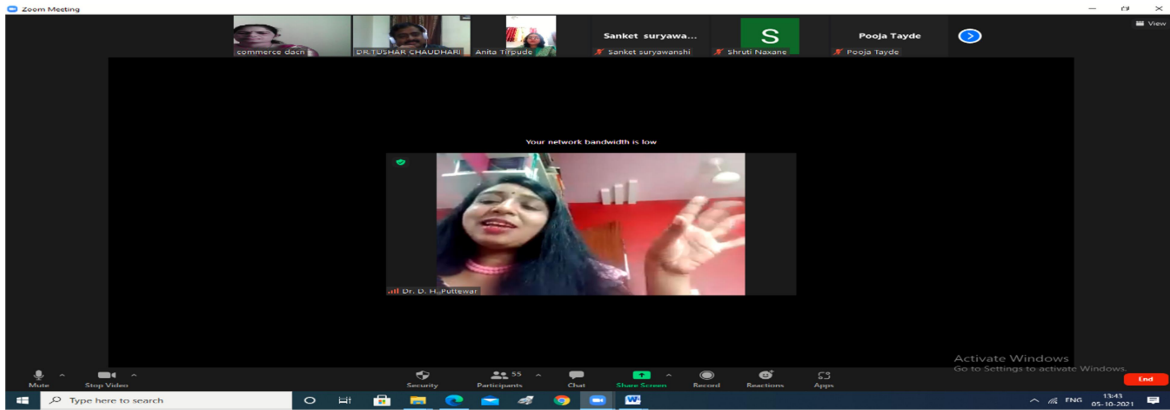 Zoom Meeting
View
commerce dacn
DR.TUSHAR CHAUDHARI
Anita Tirpude
Sanket suryawa...
Sanket suryawanshi
S
Shruti Naxane
Pooja Tayde
Pooja Tayde
Your network bandwidth is low
Dr. D. H. Puttewar
Activate Windows
Go to Settings to activate Windows.
Mute
Stop Video
Security
55
Participants
Chat
Share Screen
Record
Reactions
Apps
End
Type here to search
ENG
13:43
05-10-2021